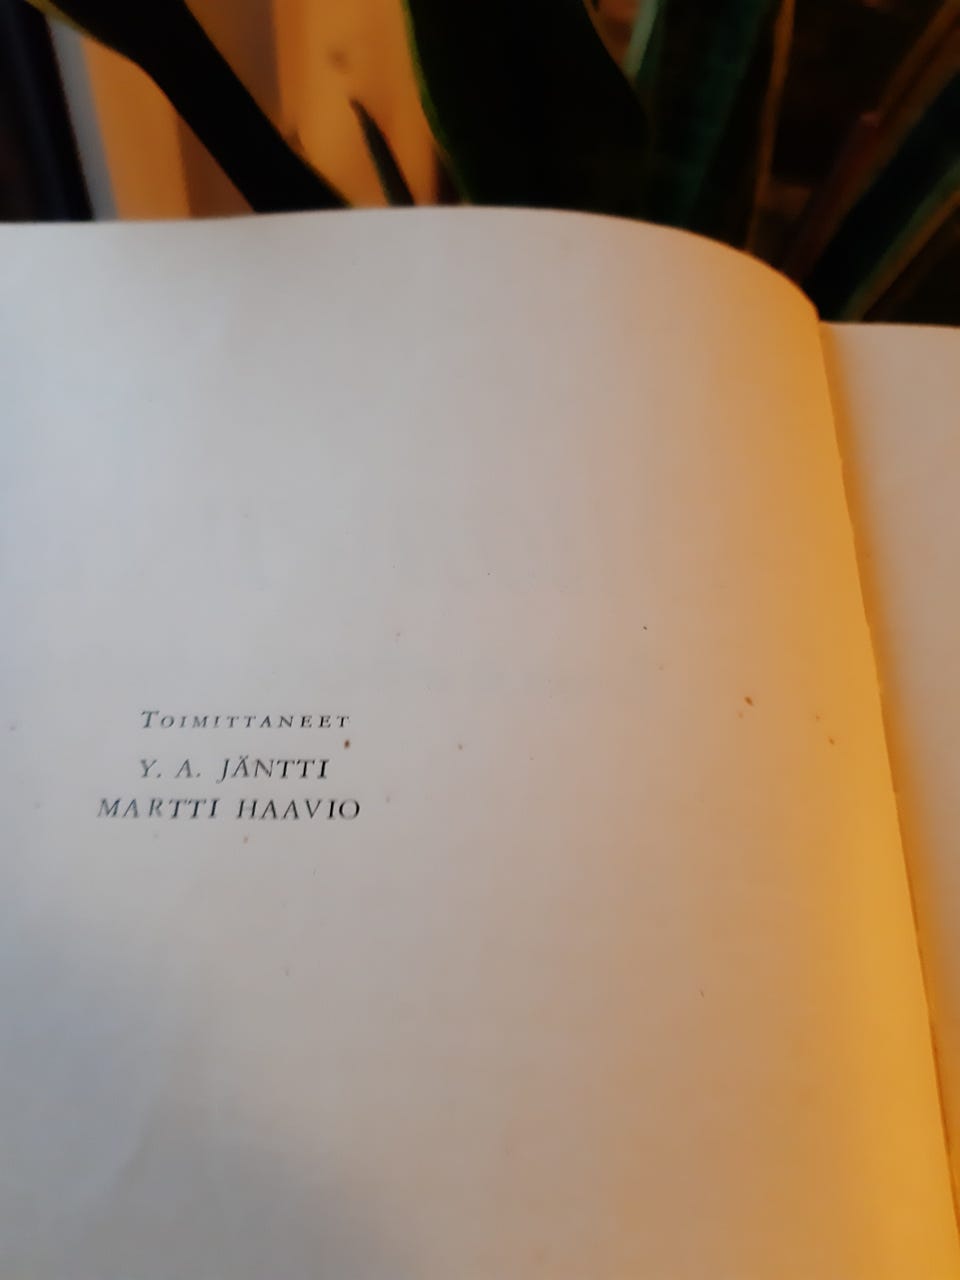 TOIMITTANEET
Y. A. JÄNTTI
MARTTI HAAVIO